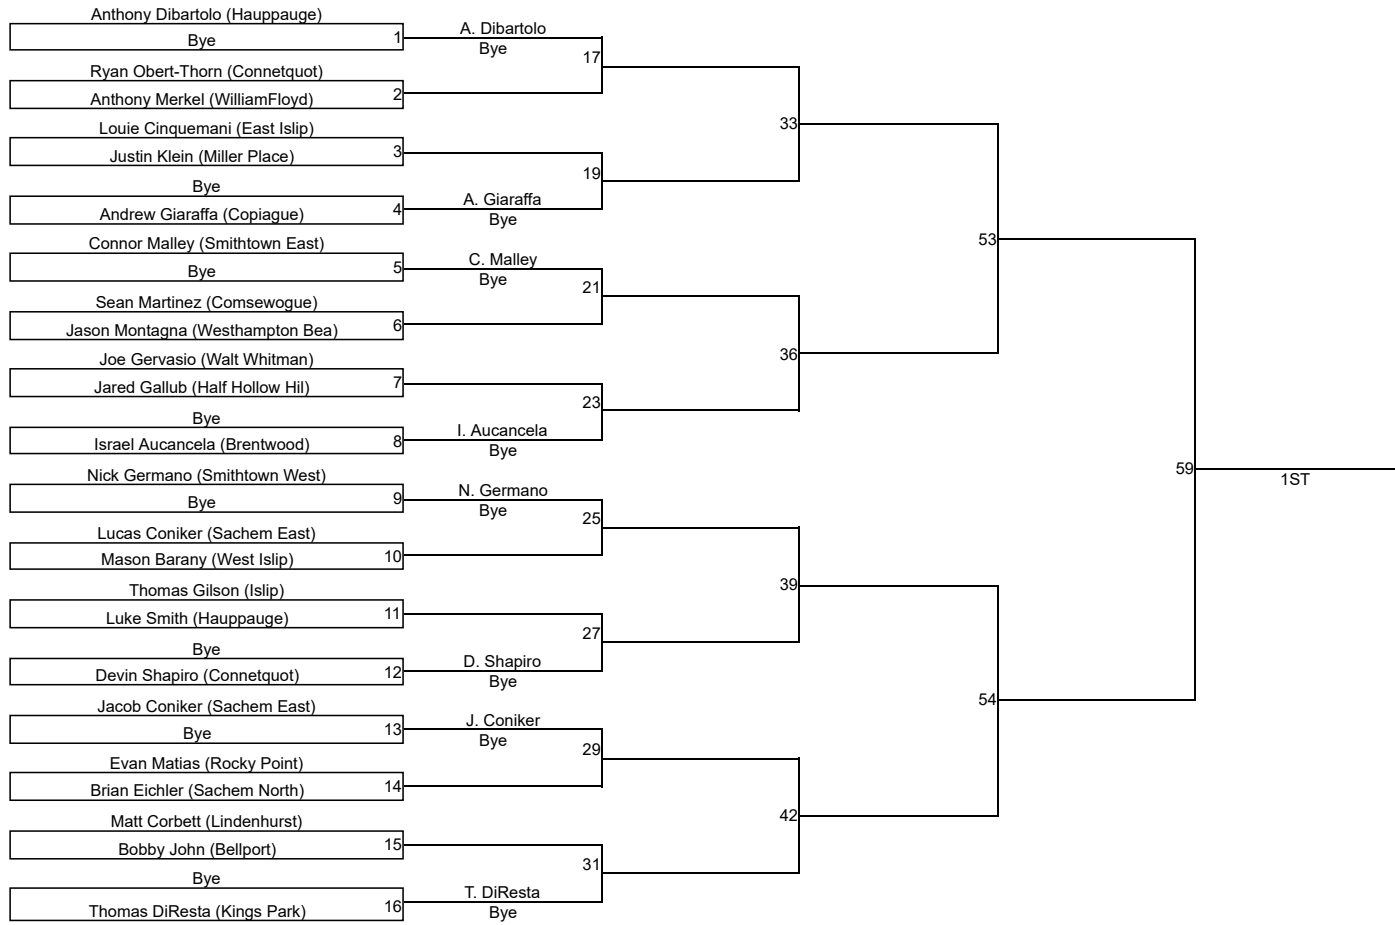 Anthony Dibartolo (Hauppauge)
Bye
1
A. Dibartolo
Bye
17
Ryan Obert-Thorn (Connetquot)
Anthony Merkel (WilliamFloyd)
2
33
Louie Cinquemani (East Islip)
Justin Klein (Miller Place)
3
19
Bye
Andrew Giaraffa (Copiague)
4
A. Giaraffa
Bye
53
Connor Malley (Smithtown East)
Bye
5
C. Malley
Bye
21
Sean Martinez (Comsewogue)
Jason Montagna (Westhampton Bea)
6
36
Joe Gervasio (Walt Whitman)
Jared Gallub (Half Hollow Hil)
7
23
Bye
Israel Aucancela (Brentwood)
8
I. Aucancela
Bye
59
1ST
Nick Germano (Smithtown West)
Bye
9
N. Germano
Bye
25
Lucas Coniker (Sachem East)
Mason Barany (West Islip)
10
39
Thomas Gilson (Islip)
Luke Smith (Hauppauge)
11
27
Bye
Devin Shapiro (Connetquot)
12
D. Shapiro
Bye
54
Jacob Coniker (Sachem East)
Bye
13
J. Coniker
Bye
29
Evan Matias (Rocky Point)
Brian Eichler (Sachem North)
14
42
Matt Corbett (Lindenhurst)
Bobby John (Bellport)
15
31
Bye
Thomas DiResta (Kings Park)
16
T. DiResta
Bye